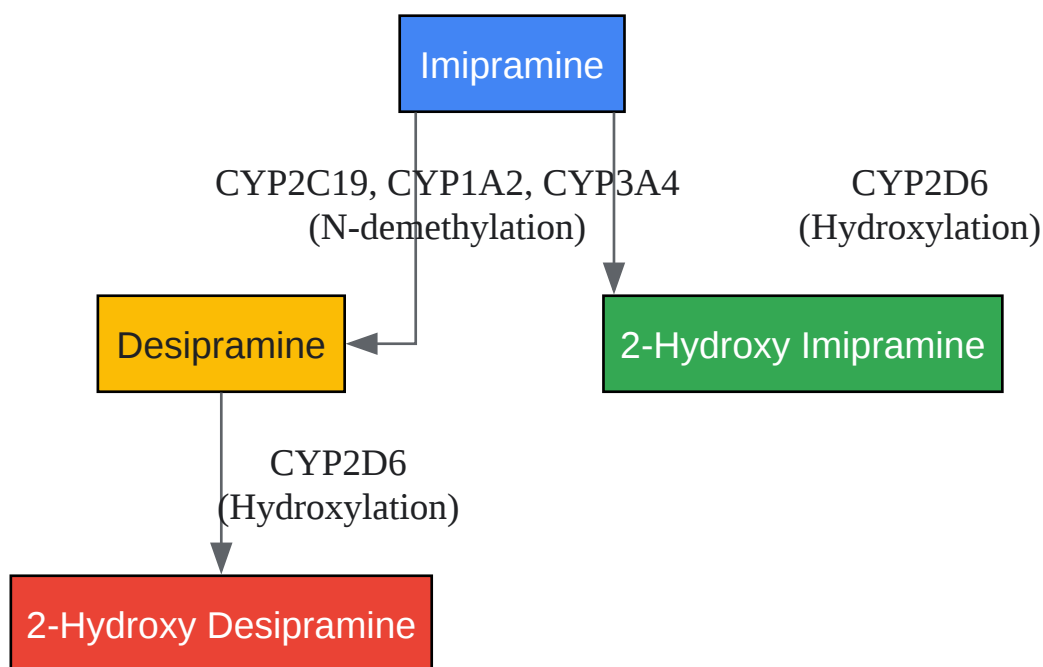 Imipramine
CYP2C19, CYP1A2, CYP3A4
(N-demethylation)
CYP2D6
(Hydroxylation)
Desipramine
2-Hydroxy Imipramine
CYP2D6
(Hydroxylation)
2-Hydroxy Desipramine